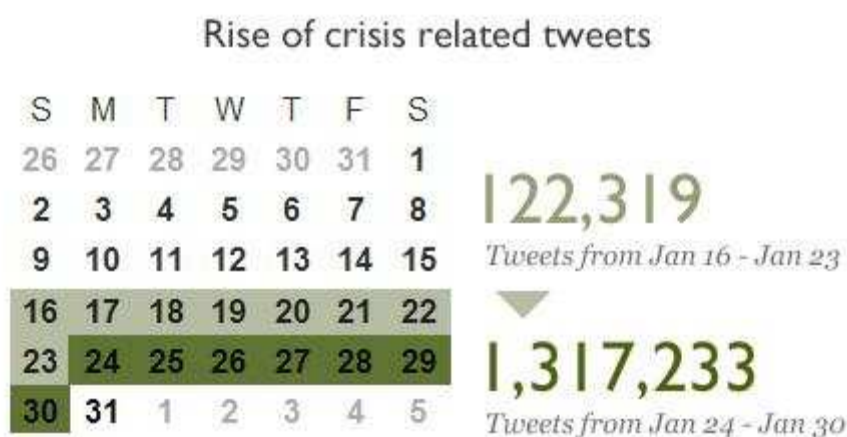 Rise of crisis related tweets
S M T W T F S
26 27 28 29 30 31 1
2 3 4 5 6 7 8
9 10 11 12 13 14 15
16 17 18 19 20 21 22
23 24 25 26 27 28 29
30 31 1 2 3 4 5
122,319
Tweets from Jan 16 - Jan 23
1,317,233
Tweets from Jan 24 - Jan 30